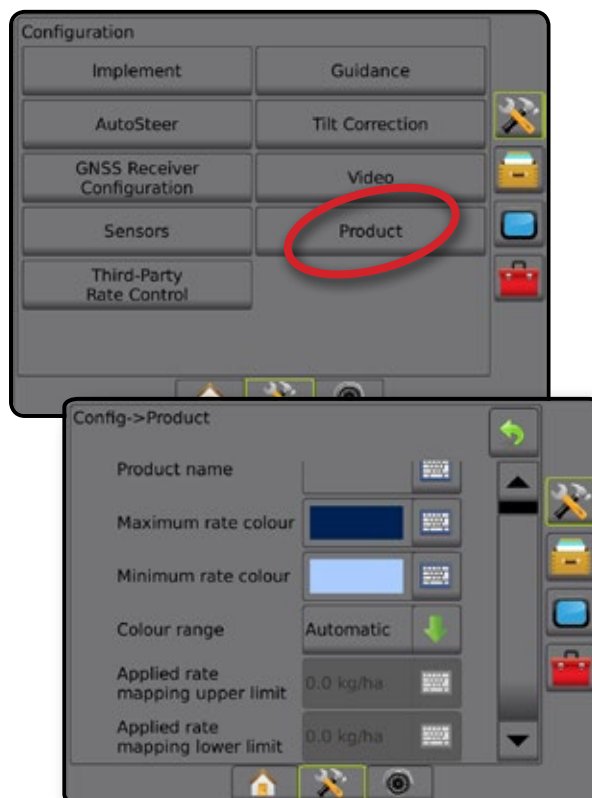 Configuration
Implement
Guidance
AutoSteer
Tilt Correction
GNSS Receiver
Configuration
Video
Sensors
Product
Third-Party
Rate Control
Config->Product
Product name
Maximum rate colour
Minimum rate colour
Colour range
Automatic
Applied rate
mapping upper limit
0.0 kg/ha
Applied rate
mapping lower limit
0.0 kg/ha